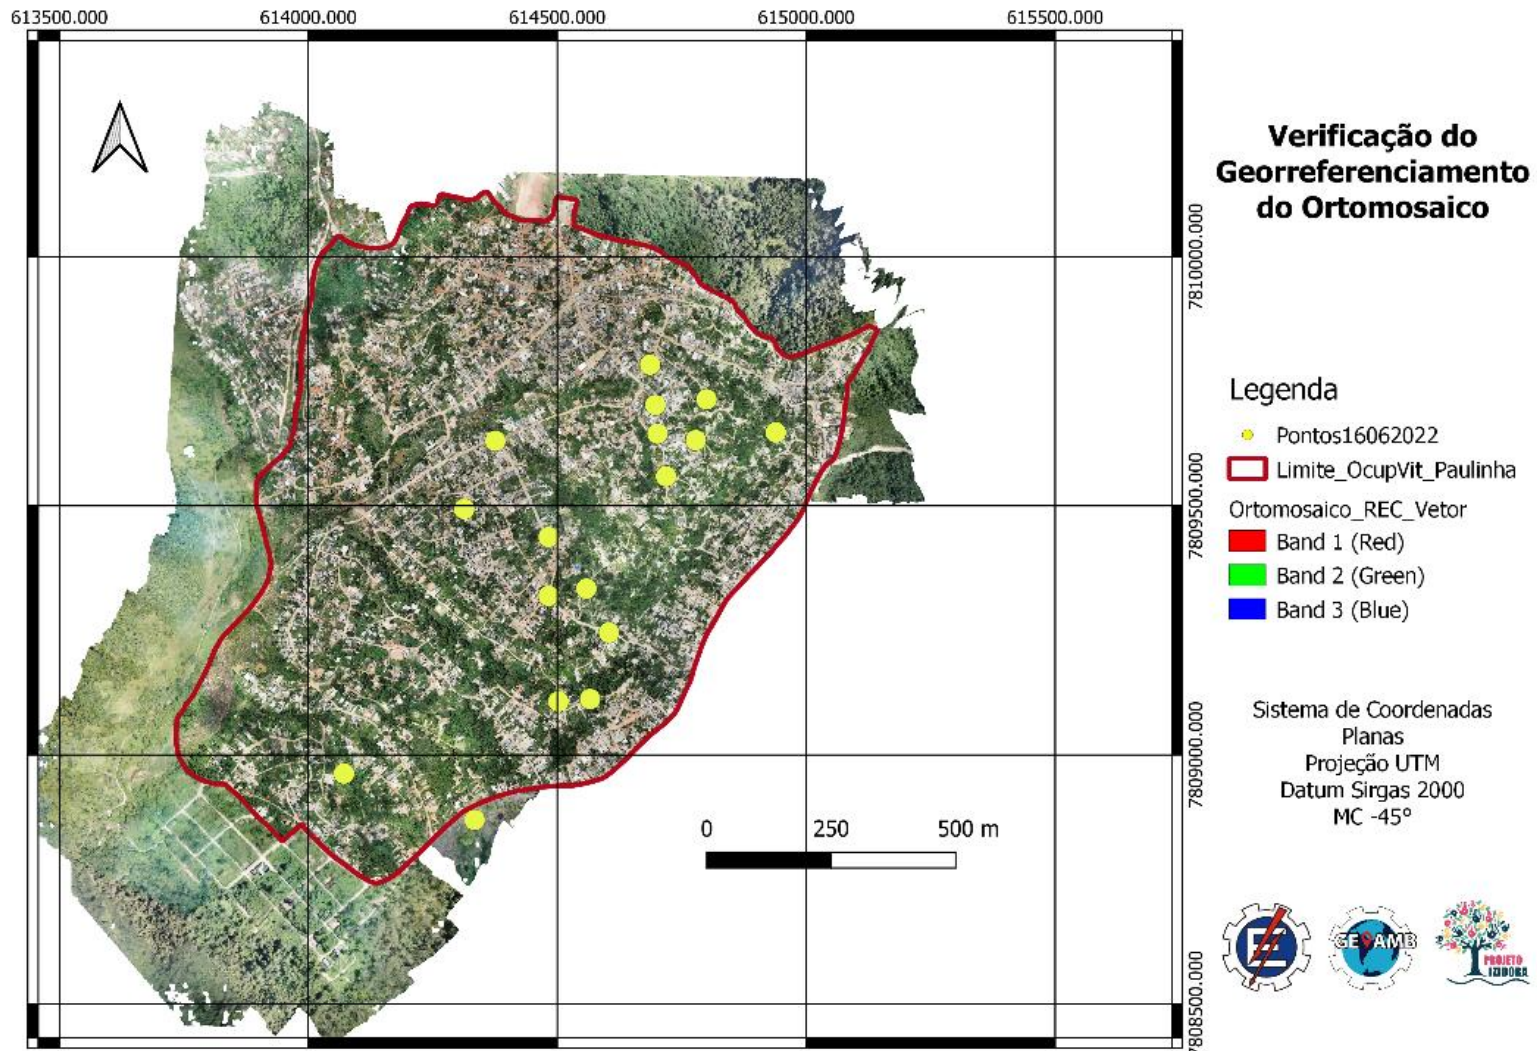 613500.000 614000.000 614500.000 615000.000 615500.000
Verificação do
Georreferenciamento
do Ortomosaico
7810000.000
7809500.000
7809000.000
7808500.000
Legenda
Pontos16062022
Limite_OcupVit_Paulinha
Ortomosaico_REC_Vetor
Band 1 (Red)
Band 2 (Green)
Band 3 (Blue)
0 250 500 m
Sistema de Coordenadas
Planas
Projeção UTM
Datum Sirgas 2000
MC -45°
E
GEOAMB
PROJETO
IZIDORA